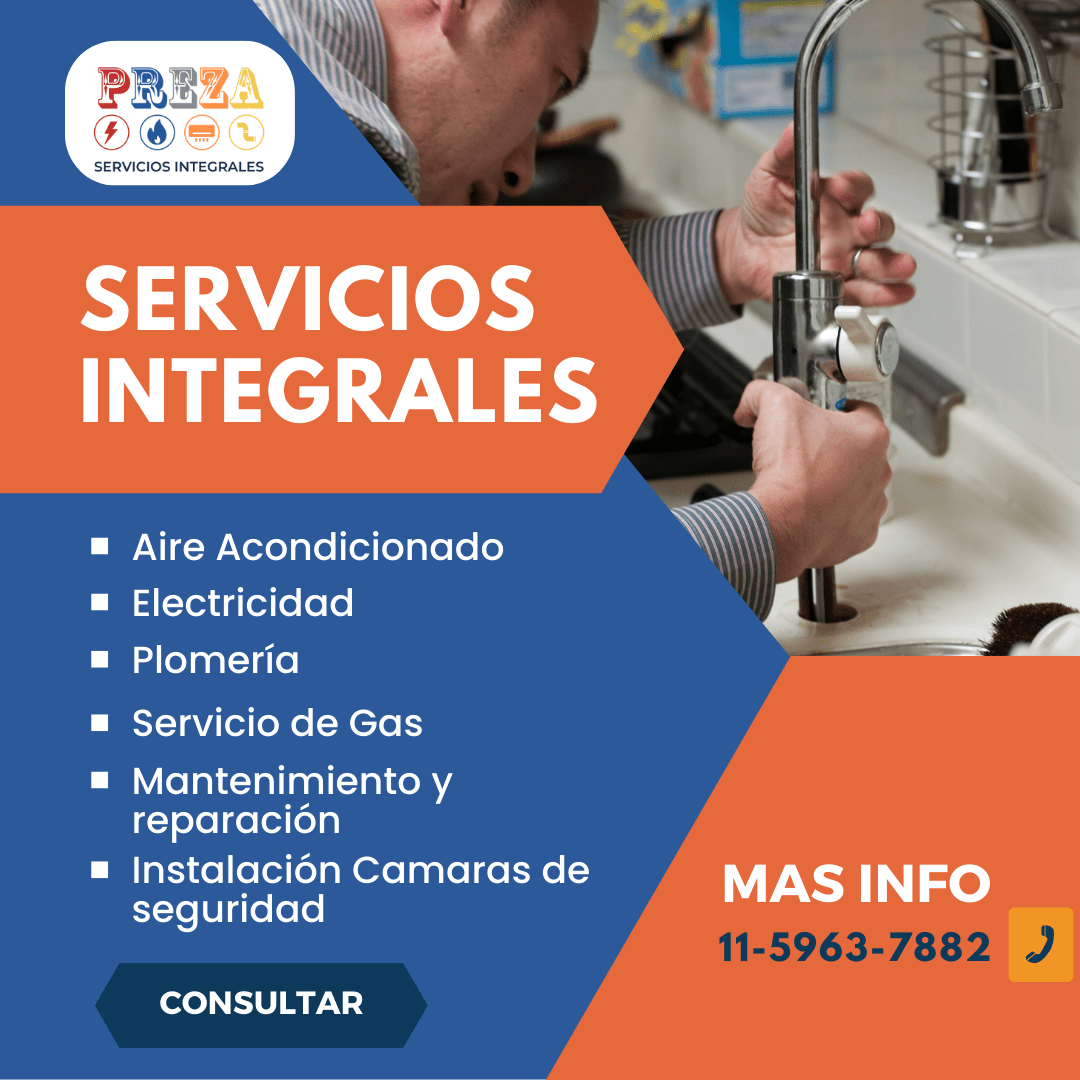 PREZA
SERVICIOS INTEGRALES
SERVICIOS
INTEGRALES
Aire Acondicionado
Electricidad
Plomería
Servicio de Gas
Mantenimiento y
reparación
Instalación Camaras de
seguridad
CONSULTAR
MAS INFO
11-5963-7882